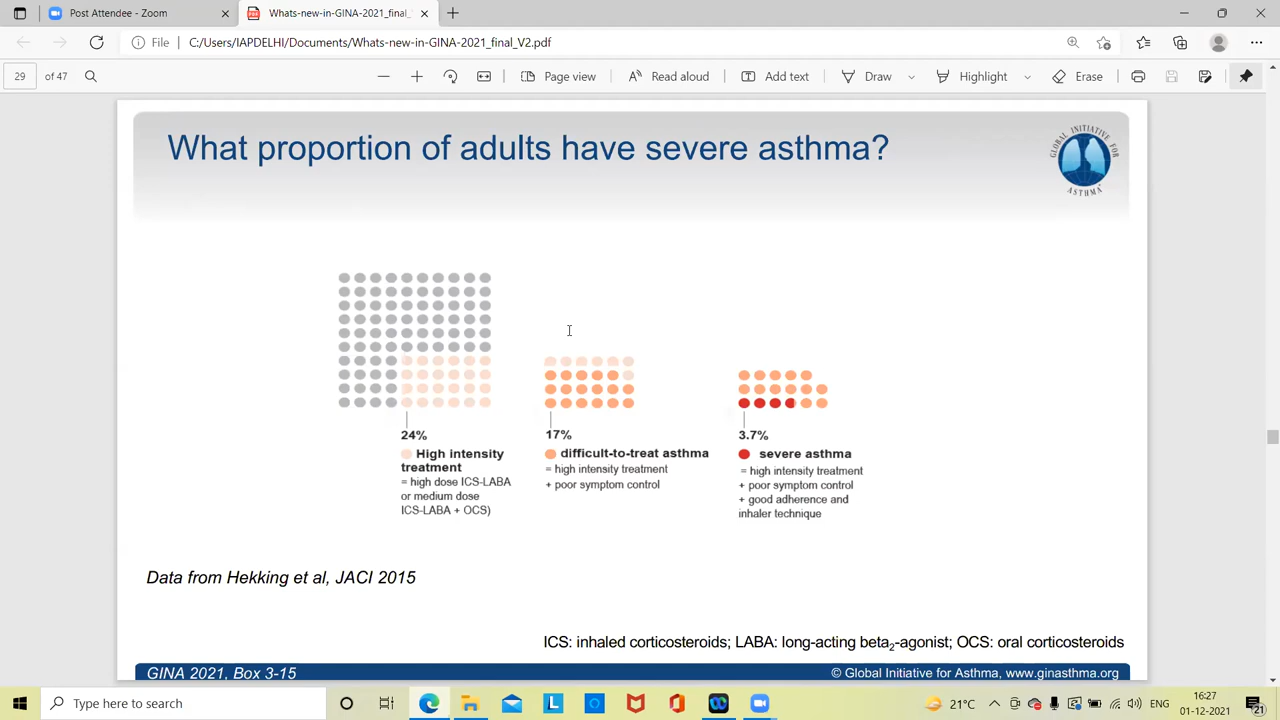 Post Attendee - Zoom
Whats-new-in-GINA-2021_final_
File
C:/Users/IAPDELHI/Documents/Whats-new-in-GINA-2021_final_V2.pdf
29 of 47
Page view
Read aloud
Add text
Draw
Highlight
Erase
What proportion of adults have severe asthma?
GLOBAL INITIATIVE FOR ASTHMA
24%
High intensity
treatment
= high dose ICS-LABA
or medium dose
ICS-LABA + OCS)
17%
difficult-to-treat asthma
= high intensity treatment
+ poor symptom control
3.7%
severe asthma
= high intensity treatment
+ poor symptom control
+ good adherence and
inhaler technique
Data from Hekking et al, JACI 2015
ICS: inhaled corticosteroids; LABA: long-acting beta2-agonist; OCS: oral corticosteroids
GINA 2021, Box 3-15
© Global Initiative for Asthma, www.ginasthma.org
Type here to search
21°C
ENG
16:27
01-12-2021
21